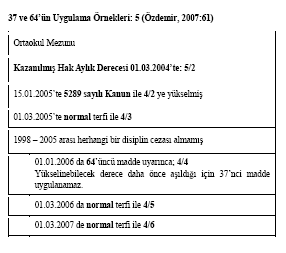 37 ve 64'ün Uygulama Örnekleri: 5 (Özdemir, 2007:61)
Ortaokul Mezunu
Kazanılmış Hak Aylık Derecesi 01.03.2004'te: 5/2
15.01.2005'te 5289 sayılı Kanun ile 4/2 ye yükselmiş
01.03.2005'te normal terfi ile 4/3
1998 – 2005 arası herhangi bir disiplin cezası almamış
01.01.2006 da 64'üncü madde uyarınca; 4/4
Yükselinebilecek derece daha önce aşıldığı için 37'nci madde
uygulanamaz.
01.03.2006 da normal terfi ile 4/5
01.03.2007 de normal terfi ile 4/6